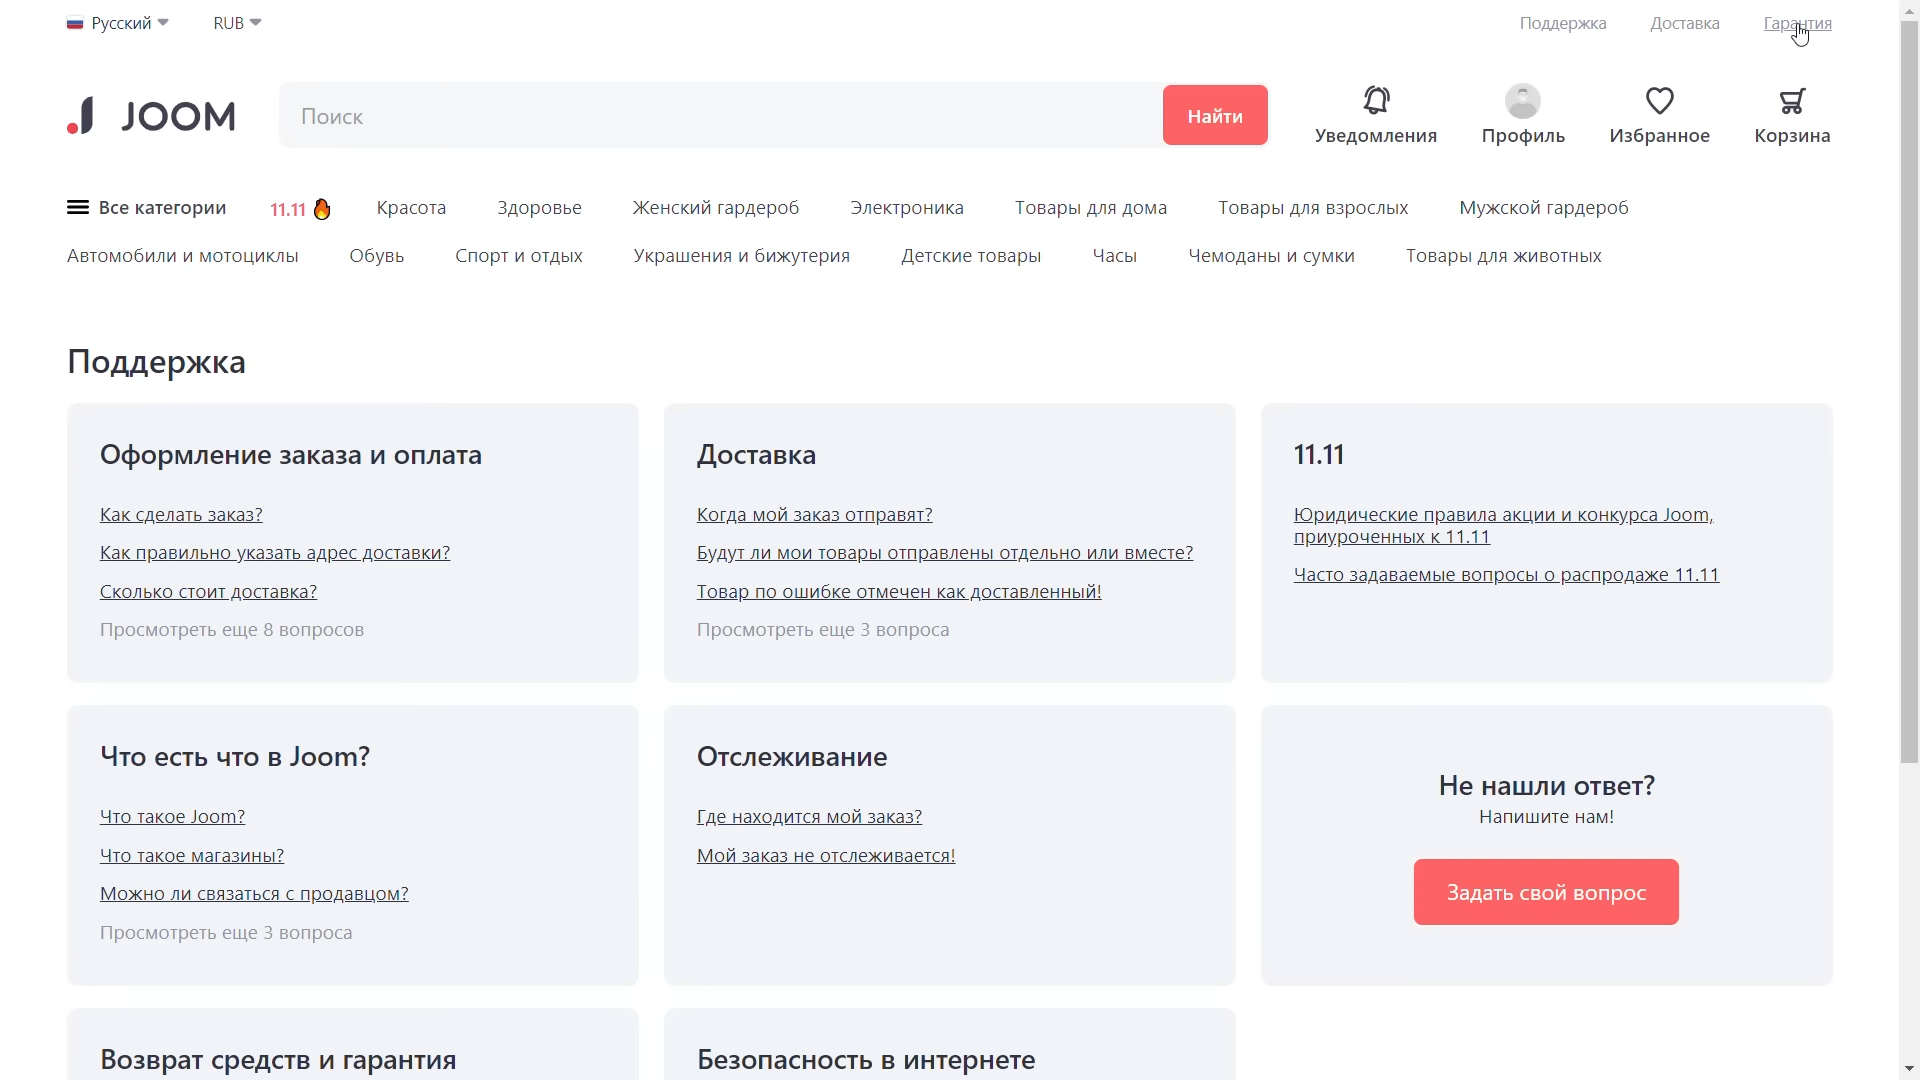 Русский RUB Поддержка Доставка Гарантия
JOOM Поиск Найти Уведомления Профиль Избранное Корзина
Все категории 11.11 Красота Здоровье Женский гардероб Электроника Товары для дома Товары для взрослых Мужской гардероб
Автомобили и мотоциклы Обувь Спорт и отдых Украшения и бижутерия Детские товары Часы Чемоданы и сумки Товары для животных
Поддержка
Оформление заказа и оплата
Как сделать заказ?
Как правильно указать адрес доставки?
Сколько стоит доставка?
Просмотреть еще 8 вопросов
Доставка
Когда мой заказ отправят?
Будут ли мои товары отправлены отдельно или вместе?
Товар по ошибке отмечен как доставленный!
Просмотреть еще 3 вопроса
11.11
Юридические правила акции и конкурса Joom,
приуроченных к 11.11
Часто задаваемые вопросы о распродаже 11.11
Что есть что в Joom?
Что такое Joom?
Что такое магазины?
Можно ли связаться с продавцом?
Просмотреть еще 3 вопроса
Отслеживание
Где находится мой заказ?
Мой заказ не отслеживается!
Не нашли ответ?
Напишите нам!
Задать свой вопрос
Возврат средств и гарантия
Безопасность в интернете